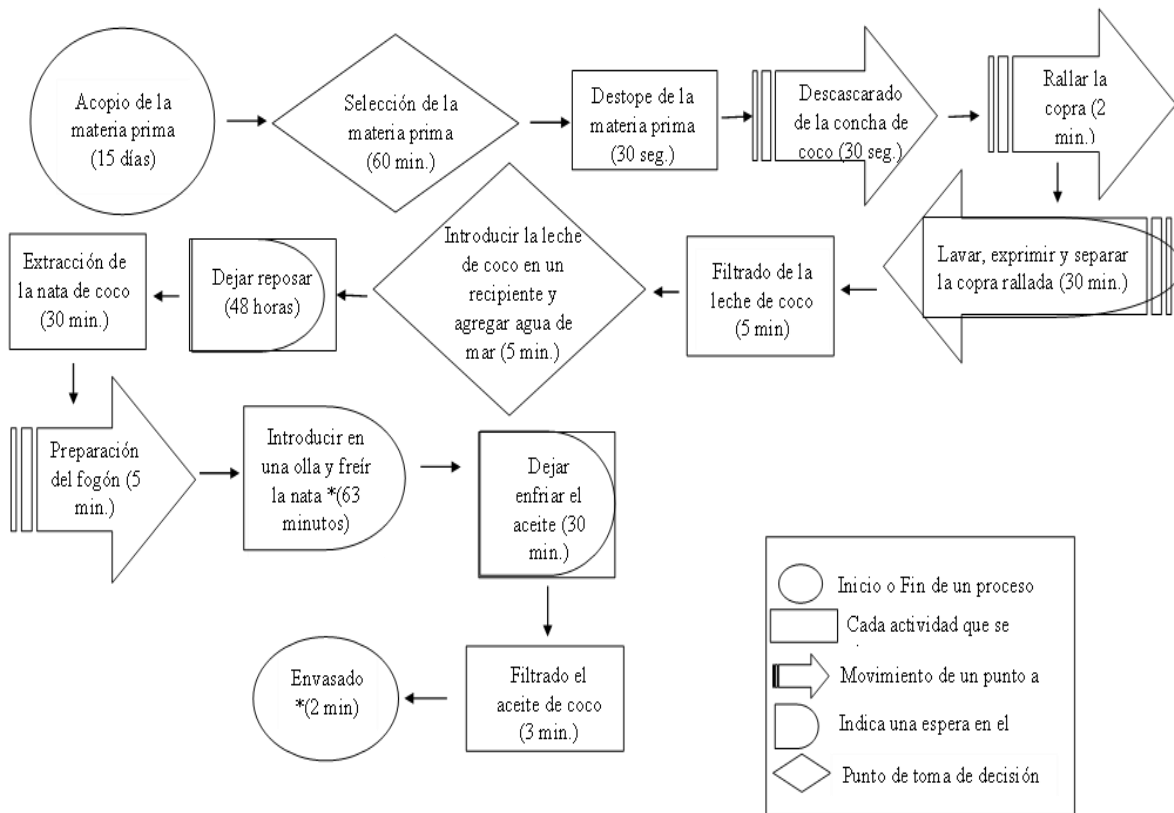 Acopio de la
materia prima
(15 días)
Selección de la
materia prima
(60 min.)
Destope de la
materia prima
(30 seg.)
Descascarado
de la concha de
coco (30 seg.)
Rallar la
copra (2
min.)
Lavar, exprimir y separar
la copra rallada (30 min.)
Filtrado de la
leche de coco
(5 min)
Introducir la leche
de coco en un
recipiente y
agregar agua de
mar (5 min.)
Dejar reposar
(48 horas)
Extracción de
la nata de coco
(30 min.)
Preparación
del fogón (5
min.)
Introducir en
una olla y freír
la nata *(63
minutos)
Dejar
enfriar el
aceite (30
min.)
Filtrado el
aceite de coco
(3 min.)
Envasado
*(2 min)
Inicio o Fin de un proceso
Cada actividad que se
Movimiento de un punto a
Indica una espera en el
Punto de toma de decisión